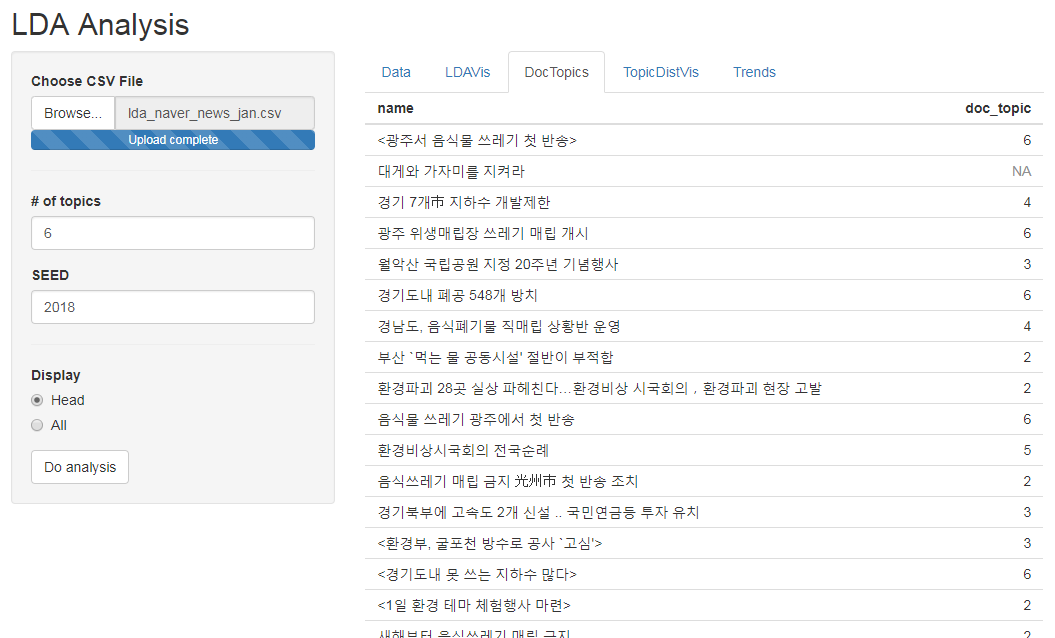 LDA Analysis
Choose CSV File
Browse... lda_naver_news_jan.csv
Upload complete
# of topics
6
SEED
2018
Display
Head
All
Do analysis
Data LDAVis DocTopics TopicDistVis Trends
name doc_topic
<광주서 음식물 쓰레기 첫 반송> 6
대게와 가자미를 지켜라 NA
경기 7개市 지하수 개발제한 4
광주 위생매립장 쓰레기 매립 개시 6
월악산 국립공원 지정 20주년 기념행사 3
경기도내 폐공 548개 방치 6
경남도, 음식폐기물 직매립 상황반 운영 4
부산 `먹는 물 공동시설' 절반이 부적합 2
환경파괴 28곳 실상 파헤친다…환경비상 시국회의 , 환경파괴 현장 고발 2
음식물 쓰레기 광주에서 첫 반송 6
환경비상시국회의 전국순례 5
음식쓰레기 매립 금지 光州市 첫 반송 조치 2
경기북부에 고속도 2개 신설 .. 국민연금등 투자 유치 3
<환경부, 굴포천 방수로 공사 `고심'> 3
<경기도내 못 쓰는 지하수 많다> 6
<1일 환경 테마 체험행사 마련> 2
새해부터 음식쓰레기 매립 금지 2